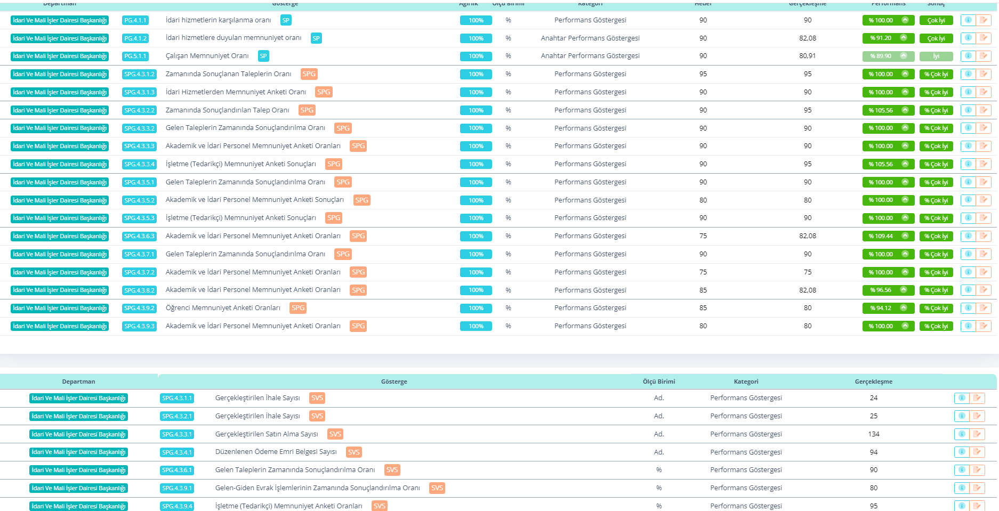 Departman Gösterge Ağırlık Ölçü Birimi Kategori Hedef Gerçekleşme Performans Sonuç
İdari Ve Mali İşler Dairesi Başkanlığı PG.4.1.1 İdari hizmetlerin karşılanma oranı SP 100% % Performans Göstergesi 90 90 % 100.00 Çok İyi
İdari Ve Mali İşler Dairesi Başkanlığı PG.4.1.2 İdari hizmetlere duyulan memnuniyet oranı SP 100% % Anahtar Performans Göstergesi 90 82,08 % 91.20 Çok İyi
İdari Ve Mali İşler Dairesi Başkanlığı PG.5.1.1 Çalışan Memnuniyet Oranı SP 100% % Anahtar Performans Göstergesi 90 80,91 % 89.90 İyi
İdari Ve Mali İşler Dairesi Başkanlığı SPG.4.3.1.2 Zamanında Sonuçlanan Taleplerin Oranı SPG 100% % Performans Göstergesi 95 95 % 100.00 % Çok İyi
İdari Ve Mali İşler Dairesi Başkanlığı SPG.4.3.1.3 İdari Hizmetlerden Memnuniyet Anketi Oranı SPG 100% % Performans Göstergesi 90 90 % 100.00 % Çok İyi
İdari Ve Mali İşler Dairesi Başkanlığı SPG.4.3.2.2 Zamanında Sonuçlandırılan Talep Oranı SPG 100% % Performans Göstergesi 90 95 % 105.56 % Çok İyi
İdari Ve Mali İşler Dairesi Başkanlığı SPG.4.3.3.2 Gelen Taleplerin Zamanında Sonuçlandırılma Oranı SPG 100% % Performans Göstergesi 90 90 % 100.00 % Çok İyi
İdari Ve Mali İşler Dairesi Başkanlığı SPG.4.3.3.3 Akademik ve İdari Personel Memnuniyet Anketi Oranları SPG 100% % Performans Göstergesi 90 90 % 100.00 % Çok İyi
İdari Ve Mali İşler Dairesi Başkanlığı SPG.4.3.3.4 İşletme (Tedarikçi) Memnuniyet Anketi Sonuçları SPG 100% % Performans Göstergesi 90 95 % 105.56 % Çok İyi
İdari Ve Mali İşler Dairesi Başkanlığı SPG.4.3.5.1 Gelen Taleplerin Zamanında Sonuçlandırılma Oranı SPG 100% % Performans Göstergesi 90 90 % 100.00 % Çok İyi
İdari Ve Mali İşler Dairesi Başkanlığı SPG.4.3.5.2 Akademik ve İdari Personel Memnuniyet Anketi Sonuçları SPG 100% % Performans Göstergesi 80 80 % 100.00 % Çok İyi
İdari Ve Mali İşler Dairesi Başkanlığı SPG.4.3.5.3 İşletme (Tedarikçi) Memnuniyet Anketi Sonuçları SPG 100% % Performans Göstergesi 90 90 % 100.00 % Çok İyi
İdari Ve Mali İşler Dairesi Başkanlığı SPG.4.3.6.3 Akademik ve İdari Personel Memnuniyet Anketi Oranları SPG 100% % Performans Göstergesi 75 82,08 % 109.44 % Çok İyi
İdari Ve Mali İşler Dairesi Başkanlığı SPG.4.3.7.1 Gelen Taleplerin Zamanında Sonuçlandırılma Oranı SPG 100% % Performans Göstergesi 90 90 % 100.00 % Çok İyi
İdari Ve Mali İşler Dairesi Başkanlığı SPG.4.3.7.2 Akademik ve İdari Personel Memnuniyet Anketi Oranları SPG 100% % Performans Göstergesi 75 75 % 100.00 % Çok İyi
İdari Ve Mali İşler Dairesi Başkanlığı SPG.4.3.8.2 Akademik ve İdari Personel Memnuniyet Anketi Oranları SPG 100% % Performans Göstergesi 85 82,08 % 96.56 % Çok İyi
İdari Ve Mali İşler Dairesi Başkanlığı SPG.4.3.9.2 Öğrenci Memnuniyet Anketi Oranları SPG 100% % Performans Göstergesi 85 80 % 94.12 % Çok İyi
İdari Ve Mali İşler Dairesi Başkanlığı SPG.4.3.9.3 Akademik ve İdari Personel Memnuniyet Anketi Oranları SPG 100% % Performans Göstergesi 80 80 % 100.00 % Çok İyi
Departman Gösterge Ölçü Birimi Kategori Gerçekleşme
İdari Ve Mali İşler Dairesi Başkanlığı SPG.4.3.1.1 Gerçekleştirilen İhale Sayısı SVS Ad. Performans Göstergesi 24
İdari Ve Mali İşler Dairesi Başkanlığı SPG.4.3.2.1 Gerçekleştirilen İhale Sayısı SVS Ad. Performans Göstergesi 25
İdari Ve Mali İşler Dairesi Başkanlığı SPG.4.3.3.1 Gerçekleştirilen Satın Alma Sayısı SVS Ad. Performans Göstergesi 134
İdari Ve Mali İşler Dairesi Başkanlığı SPG.4.3.4.1 Düzenlenen Ödeme Emri Belgesi Sayısı SVS Ad. Performans Göstergesi 94
İdari Ve Mali İşler Dairesi Başkanlığı SPG.4.3.6.1 Gelen Taleplerin Zamanında Sonuçlandırılma Oranı SVS % Performans Göstergesi 90
İdari Ve Mali İşler Dairesi Başkanlığı SPG.4.3.9.1 Gelen-Giden Evrak İşlemlerinin Zamanında Sonuçlandırılma Oranı SVS % Performans Göstergesi 80
İdari Ve Mali İşler Dairesi Başkanlığı SPG.4.3.9.4 İşletme (Tedarikçi) Memnuniyet Anketi Oranları SVS % Performans Göstergesi 95